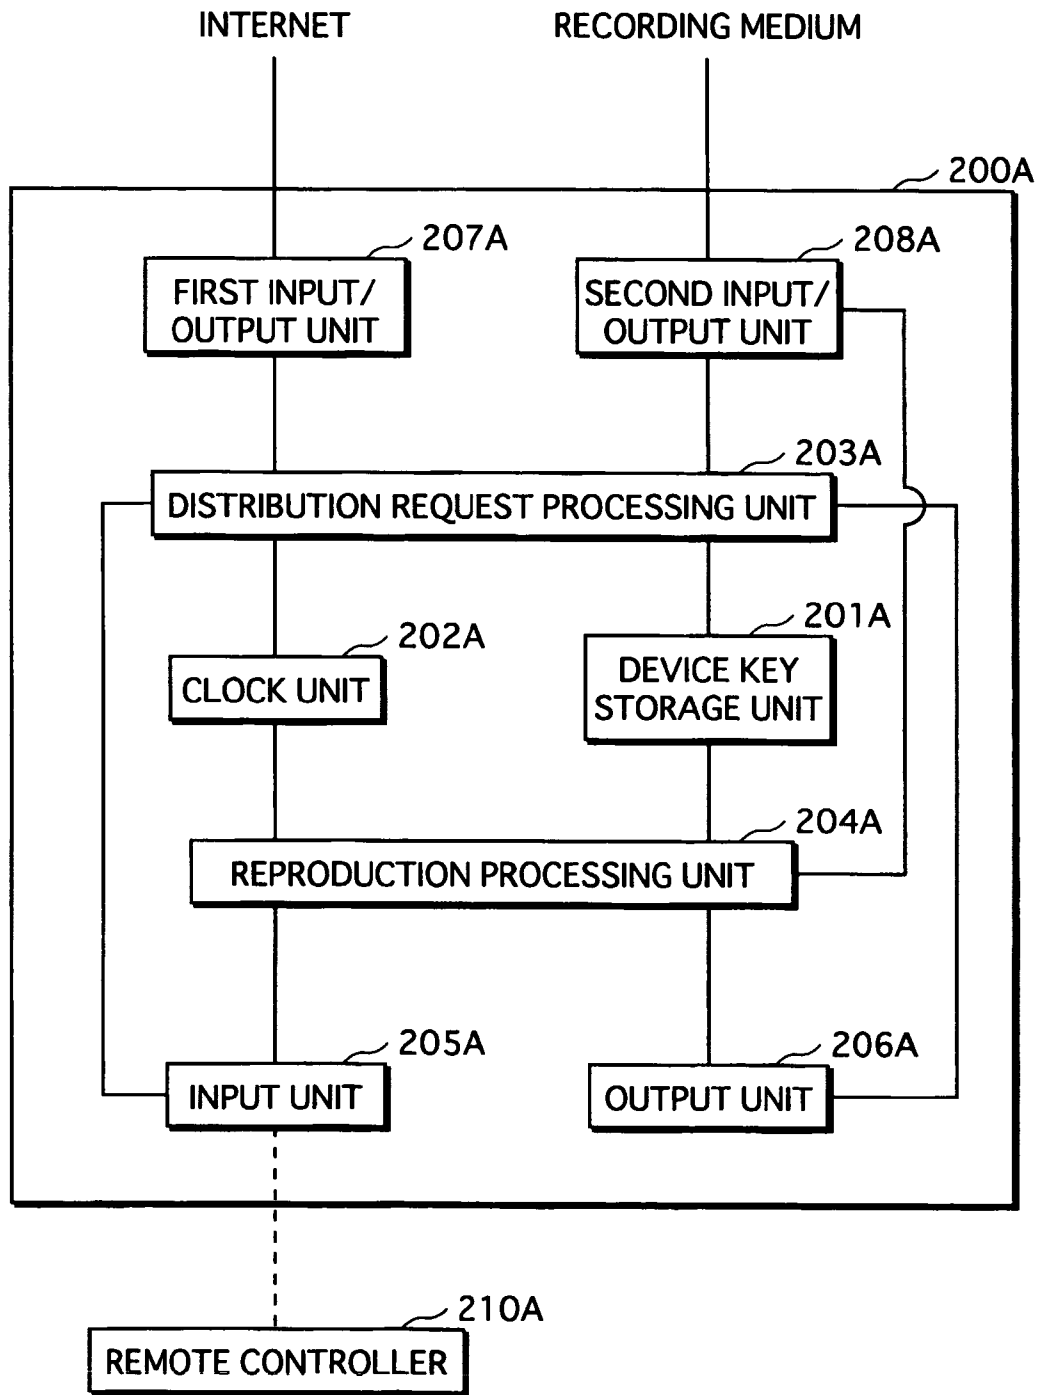 INTERNET
RECORDING MEDIUM
200A
207A
208A
FIRST INPUT/
OUTPUT UNIT
SECOND INPUT/
OUTPUT UNIT
203A
DISTRIBUTION REQUEST PROCESSING UNIT
202A
201A
CLOCK UNIT
DEVICE KEY
STORAGE UNIT
204A
REPRODUCTION PROCESSING UNIT
205A
206A
INPUT UNIT
OUTPUT UNIT
210A
REMOTE CONTROLLER